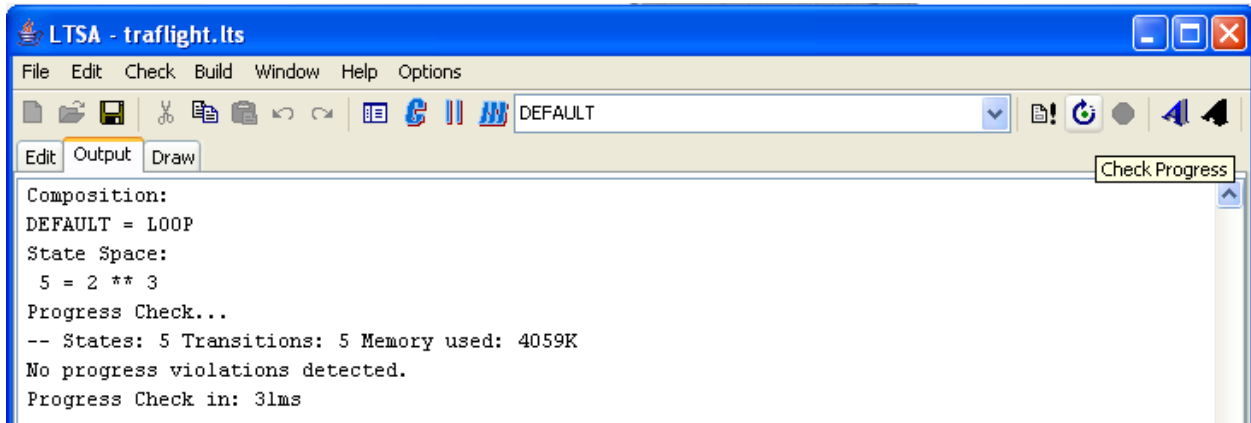 LTSA - traflight.lts
File Edit Check Build Window Help Options
DEFAULT
Edit Output Draw
Check Progress
Composition:
DEFAULT = LOOP
State Space:
5 = 2 ** 3
Progress Check...
-- States: 5 Transitions: 5 Memory used: 4059K
No progress violations detected.
Progress Check in: 31ms